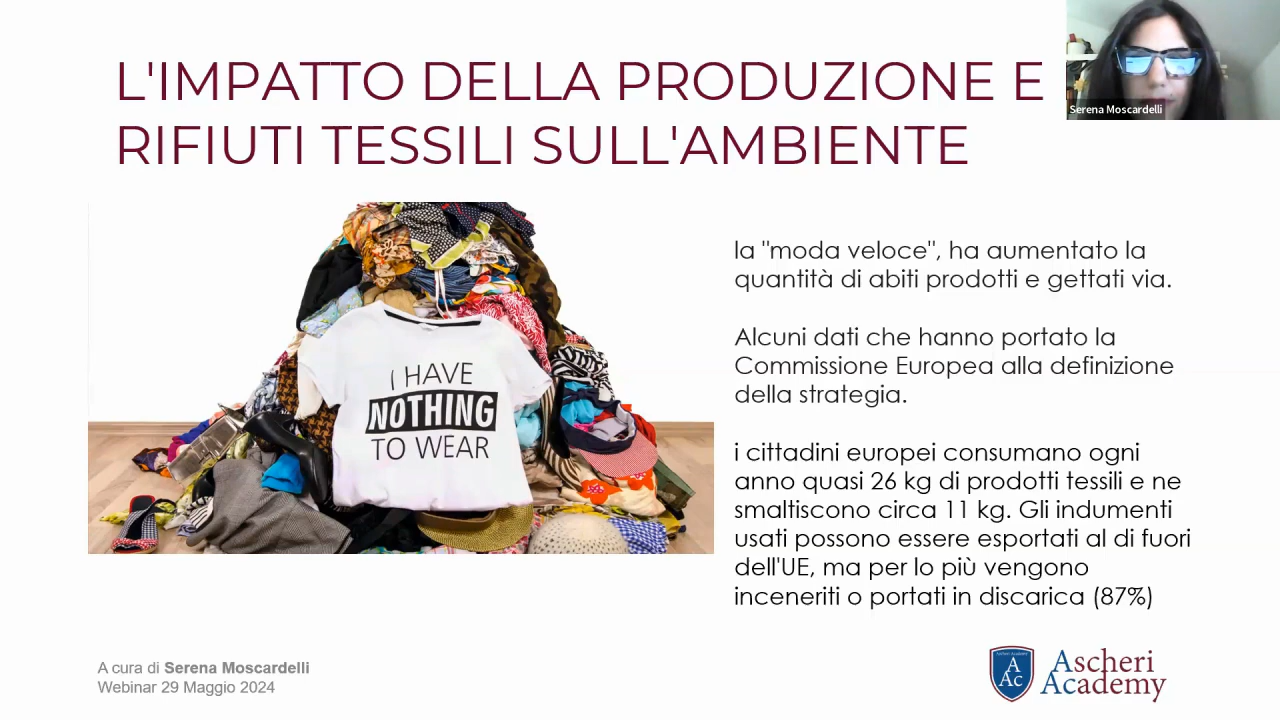 L'IMPATTO DELLA PRODUZIONE E
RIFIUTI TESSILI SULL'AMBIENTE
Serena Moscardelli
I HAVE
NOTHING
TO WEAR
la "moda veloce", ha aumentato la
quantità di abiti prodotti e gettati via.
Alcuni dati che hanno portato la
Commissione Europea alla definizione
della strategia.
i cittadini europei consumano ogni
anno quasi 26 kg di prodotti tessili e ne
smaltiscono circa 11 kg. Gli indumenti
usati possono essere esportati al di fuori
dell'UE, ma per lo più vengono
inceneriti o portati in discarica (87%)
A cura di Serena Moscardelli
Webinar 29 Maggio 2024
Ascheri Academy
A
Ac
Ascheri
Academy